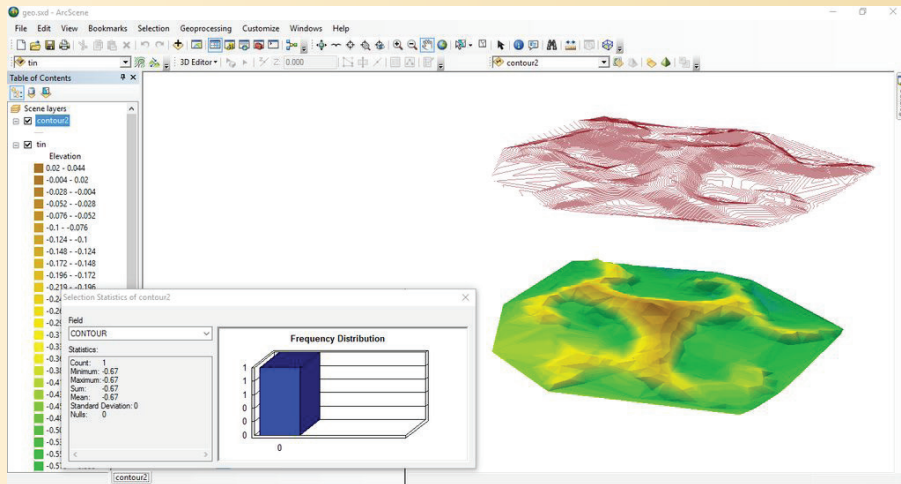 geo.sxd - ArcScene
File Edit View Bookmarks Selection Geoprocessing Customize Windows Help
tin
3D Editor
0.000
contour2
Table of Contents
Scene layers
contour2
tin
Elevation
0.02 - 0.044
-0.004 - 0.02
-0.028 - -0.004
-0.052 - -0.028
-0.076 - -0.052
-0.1 - -0.076
-0.124 - -0.1
-0.148 - -0.124
-0.172 - -0.148
-0.196 - -0.172
-0.219 - -0.196
Selection Statistics of contour2
Field
CONTOUR
Statistics:
Count: 1
Minimum: -0.67
Maximum: -0.67
Sum: -0.67
Mean: -0.67
Standard Deviation: 0
Nulls: 0
Frequency Distribution
1
1
1
0
0
0
0
contour2